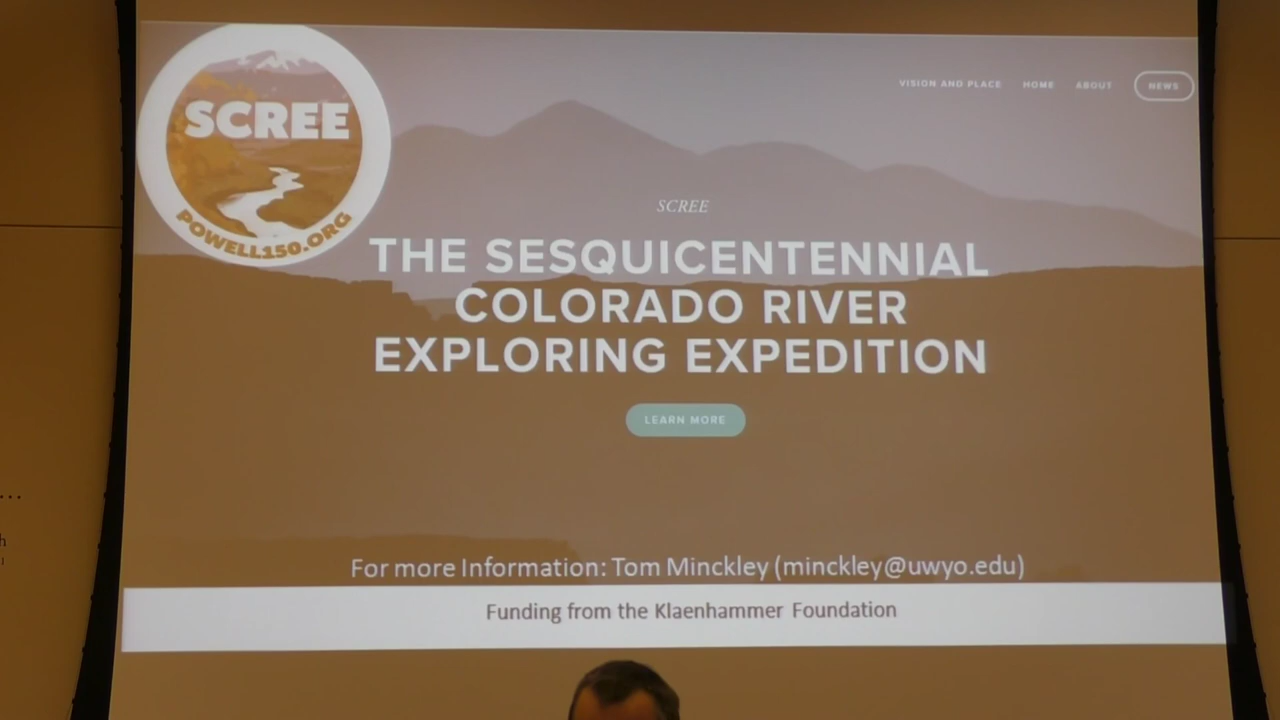 SCREE
POWELL150.ORG
VISION AND PLACE HOME ABOUT NEWS
SCREE
THE SESQUICENTENNIAL
COLORADO RIVER
EXPLORING EXPEDITION
LEARN MORE
For more Information: Tom Minckley (minckley@uwyo.edu)
Funding from the Klaenhammer Foundation